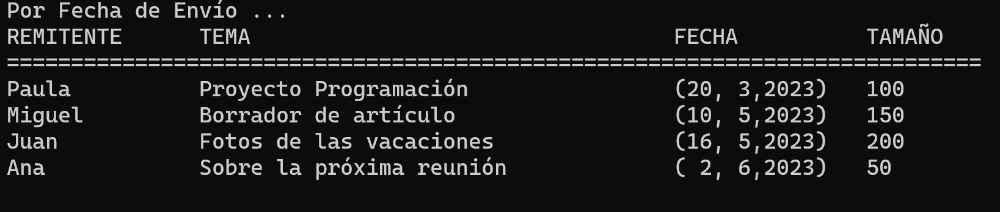 Por Fecha de Envío ...
REMITENTE      TEMA                                 FECHA          TAMAÑO
============================================================================
Paula          Proyecto Programación                (20, 3,2023)   100
Miguel         Borrador de artículo                 (10, 5,2023)   150
Juan           Fotos de las vacaciones              (16, 5,2023)   200
Ana            Sobre la próxima reunión             ( 2, 6,2023)   50